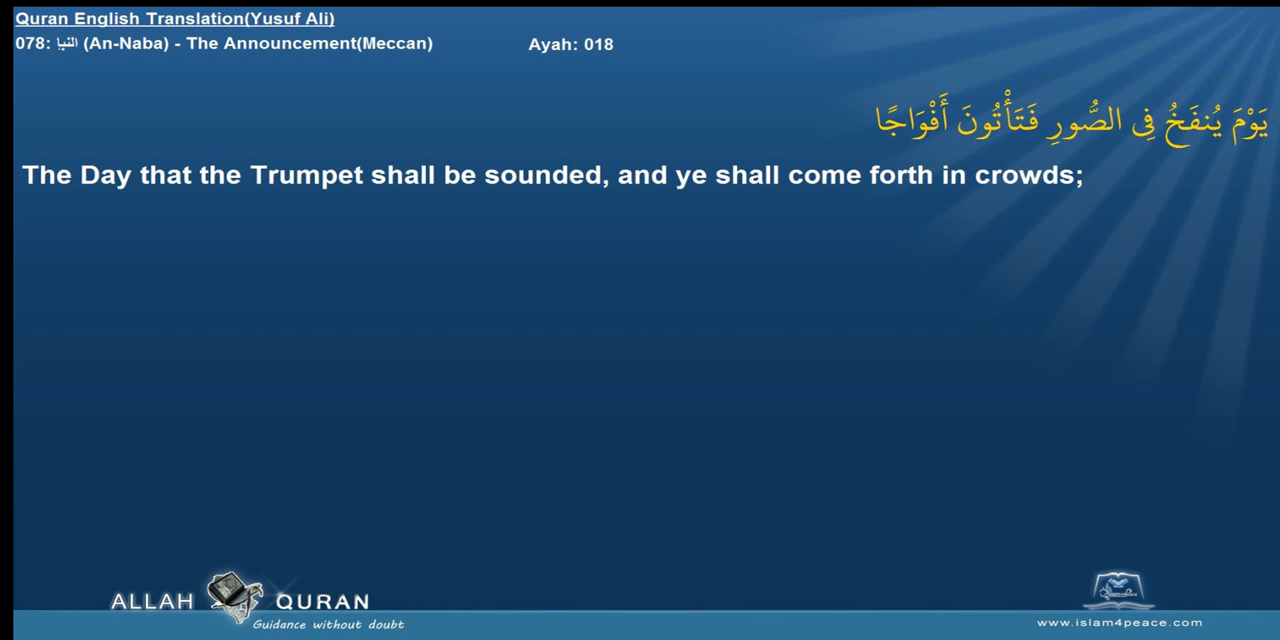 Quran English Translation(Yusuf Ali)
078: النبإ (An-Naba) - The Announcement(Meccan) Ayah: 018
يَوْمَ يُنفَخُ فِى الصُّورِ فَتَأْتُونَ أَفْوَاجًا
The Day that the Trumpet shall be sounded, and ye shall come forth in crowds;
ALLAH QURAN
Guidance without doubt
www.islam4peace.com